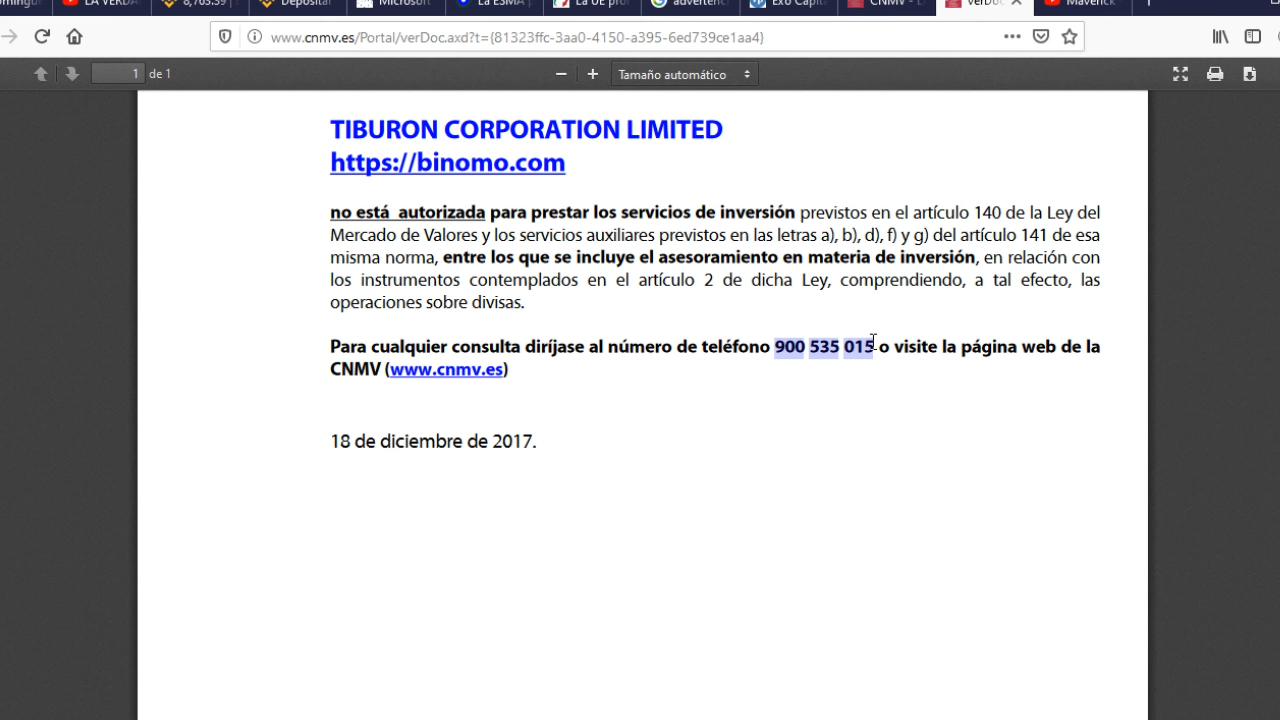 LA VERDA
8,763.39
Depositar
Microsoft
La ESMA
La UE pro
advertenc
Exo Capita
CNMV - L
verDoc
Maverick
www.cnmv.es/Portal/verDoc.axd?t={81323ffc-3aa0-4150-a395-6ed739ce1aa4}
1 de 1
Tamaño automático
TIBURON CORPORATION LIMITED
https://binomo.com
no está autorizada para prestar los servicios de inversión previstos en el artículo 140 de la Ley del
Mercado de Valores y los servicios auxiliares previstos en las letras a), b), d), f) y g) del artículo 141 de esa
misma norma, entre los que se incluye el asesoramiento en materia de inversión, en relación con
los instrumentos contemplados en el artículo 2 de dicha Ley, comprendiendo, a tal efecto, las
operaciones sobre divisas.
Para cualquier consulta diríjase al número de teléfono 900 535 015 o visite la página web de la
CNMV (www.cnmv.es)
18 de diciembre de 2017.